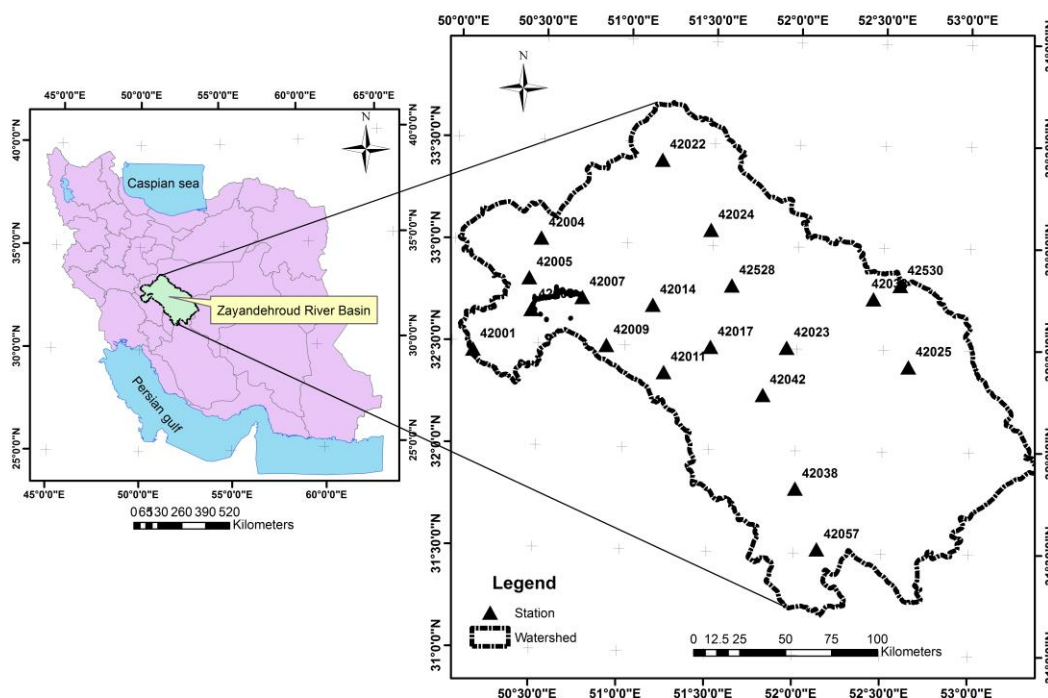 45°0'0"E 50°0'0"E 55°0'0"E 60°0'0"E 65°0'0"E
40°0'0"N
35°0'0"N
30°0'0"N
25°0'0"N
40°0'0"N
35°0'0"N
30°0'0"N
25°0'0"N
Caspian sea
Zayandehroud River Basin
Persian gulf
45°0'0"E 50°0'0"E 55°0'0"E 60°0'0"E
0 65 130 260 390 520
Kilometers
50°0'0"E 50°30'0"E 51°0'0"E 51°30'0"E 52°0'0"E 52°30'0"E 53°0'0"E
33°30'0"N
33°0'0"N
32°30'0"N
32°0'0"N
31°30'0"N
31°0'0"N
42022
42004
42024
42005
42007
42528
42530
42014
42001
42009
42017
42023
42011
42025
42042
42038
42057
Legend
Station
Watershed
0 12.5 25 50 75 100
Kilometers
50°30'0"E 51°0'0"E 51°30'0"E 52°0'0"E 52°30'0"E 53°0'0"E